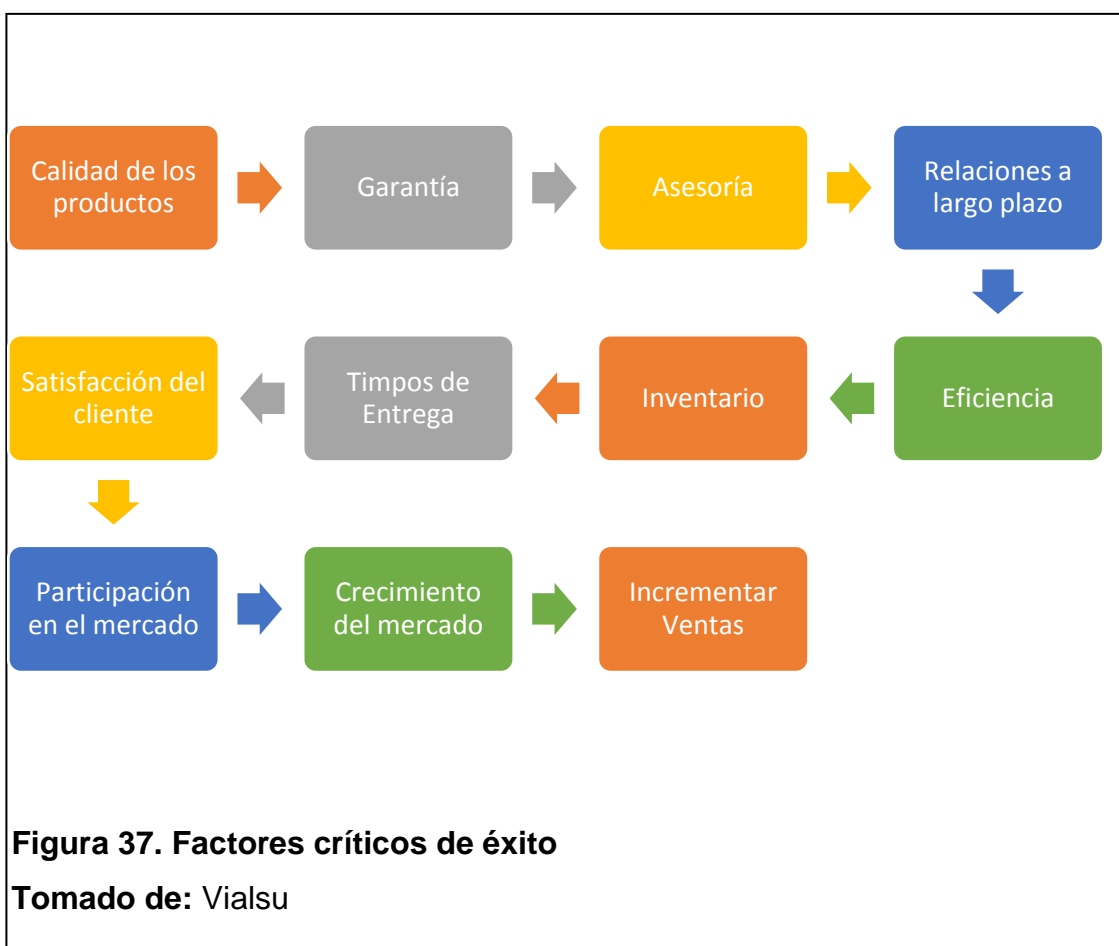 Calidad de los
productos
Garantía
Asesoría
Relaciones a
largo plazo
Eficiencia
Inventario
Timpos de
Entrega
Satisfacción del
cliente
Participación
en el mercado
Crecimiento
del mercado
Incrementar
Ventas
Figura 37. Factores críticos de éxito
Tomado de: Vialsu